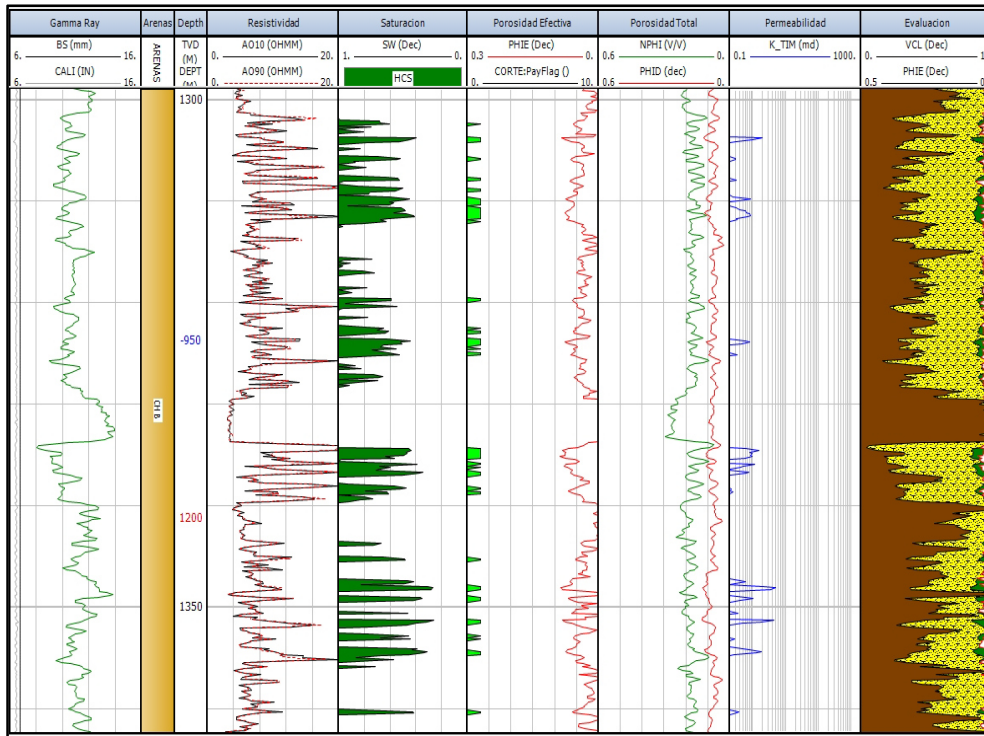 Gamma Ray Arenas Depth Resistividad Saturacion Porosidad Efectiva Porosidad Total Permeabilidad Evaluacion
BS (mm)
6. 16.
CALI (IN)
6. 16.
ARENAS
TVD
(M)
DEPT
(M)
AO10 (OHMM)
0. 20.
AO90 (OHMM)
0. 20.
SW (Dec)
1. 0.
HCS
PHIE (Dec)
0.3 0.
CORTE:PayFlag ()
0. 10.
NPHI (V/V)
0.6 0.
PHID (dec)
0.6 0.
K_TIM (md)
0.1 1000.
VCL (Dec)
0.
PHIE (Dec)
0.5
1300
-950
CH.B
1200
1350